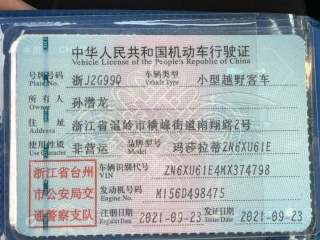 中华人民共和国机动车行驶证
Vehicle License of the People's Republic of China
号牌号码 浙J2G99Q 车辆类型 小型越野客车
Plate No. Vehicle Type
所有人 孙潜龙
Owner
住址 浙江省温岭市横峰街道南翔路2号
Address
使用性质 非营运 品牌型号 玛莎拉蒂ZN6XU61E
Use Character Model
浙江省台州
市公安局交
通警察支队
车辆识别代号 ZN6XU61E4MX374798
VIN
发动机号码 M156D498475
Engine No.
注册日期 2021-09-23 发证日期 2021-09-23
Register Date Issue Date